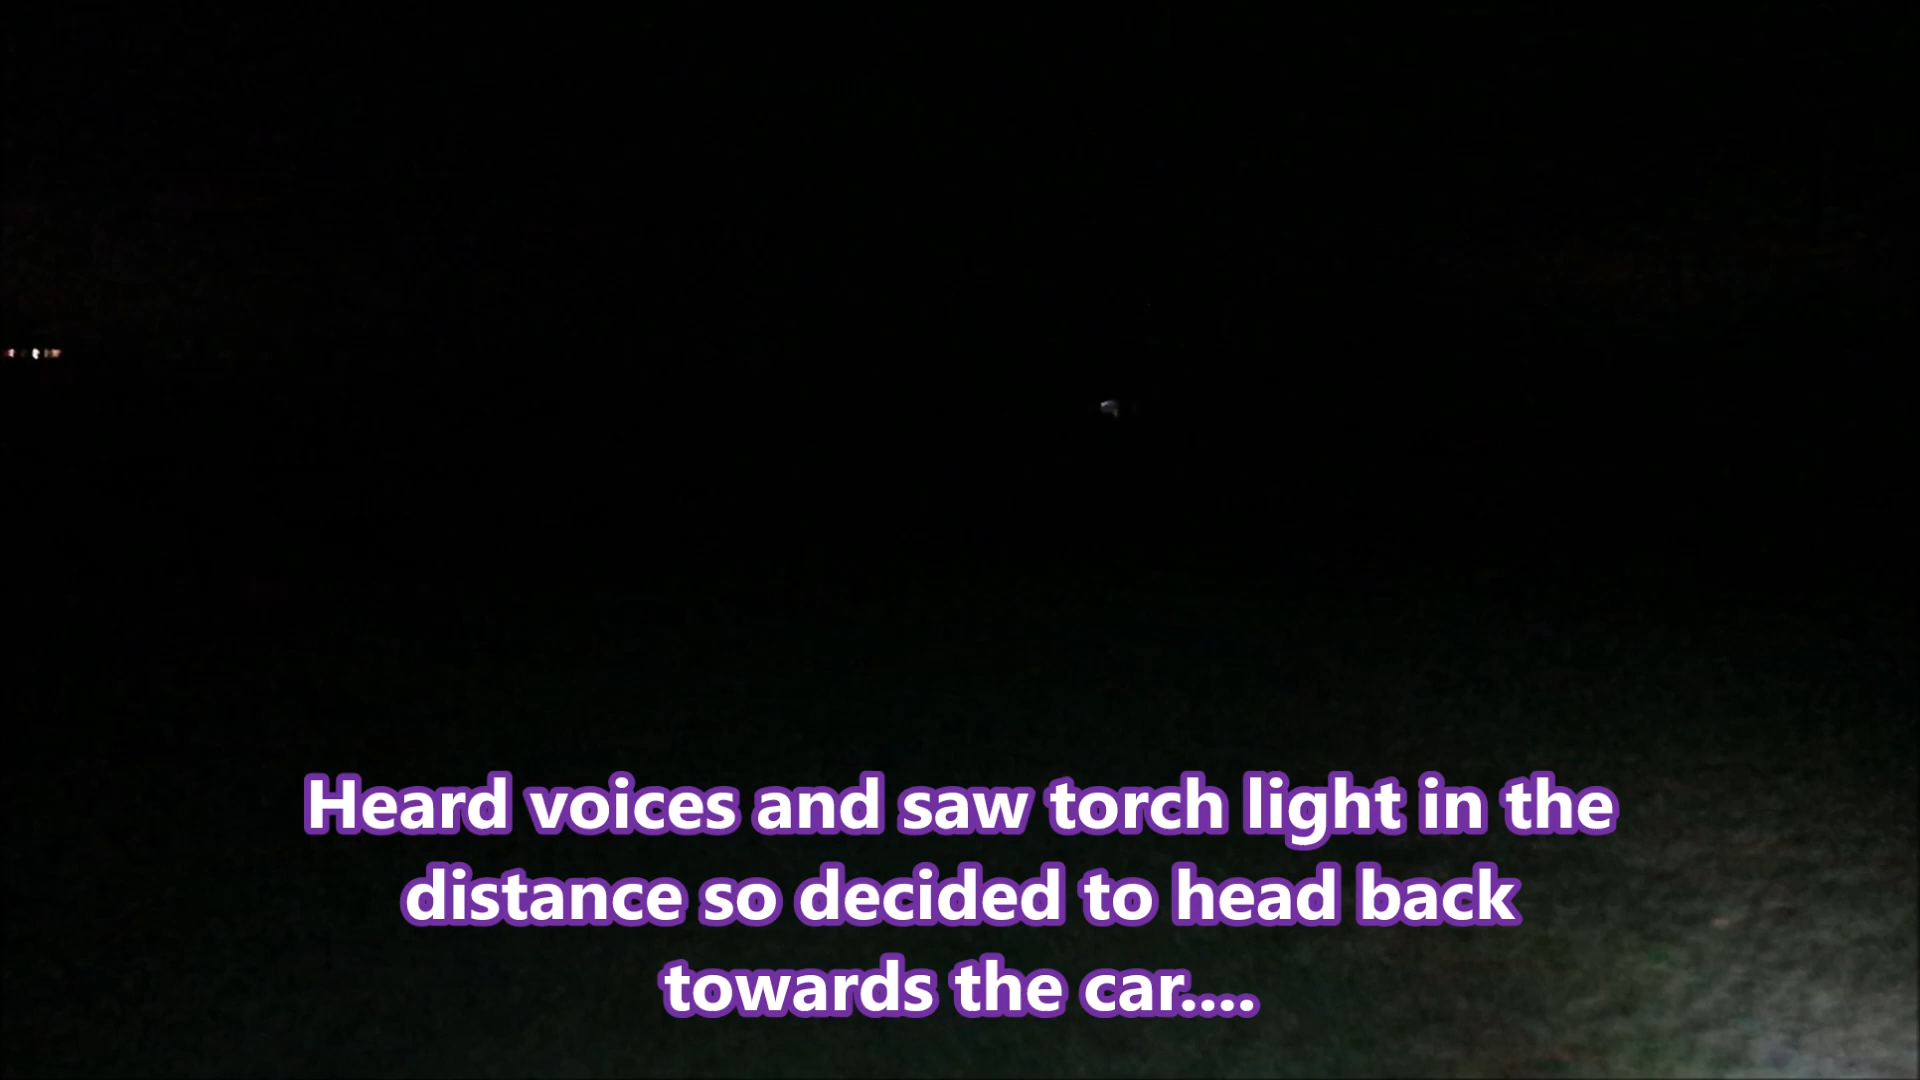 Heard voices and saw torch light in the
distance so decided to head back
towards the car....